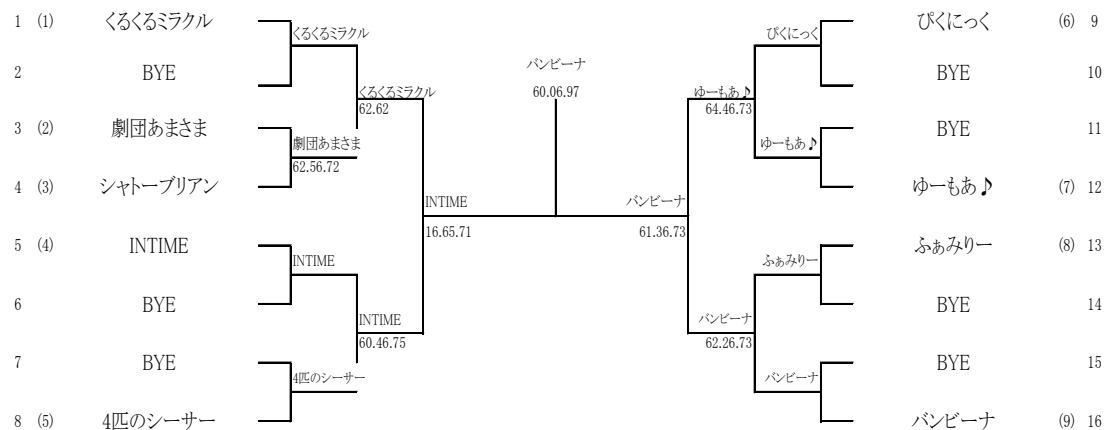 1 (1) くるくるミラクル
くるくるミラクル
2 BYE
くるくるミラクル
62.62
3 (2) 劇団あまさま
劇団あまさま
62.56.72
4 (3) シャトーブリアン
INTIME
16.65.71
5 (4) INTIME
INTIME
6 BYE
INTIME
60.46.75
7 BYE
4匹のシーサー
8 (5) 4匹のシーサー
バンビーナ
60.06.97
ぴくにっく (6) 9
ぴくにっく
BYE 10
ゆーもあ♪
64.46.73
BYE 11
ゆーもあ♪
ゆーもあ♪ (7) 12
バンビーナ
61.36.73
ふぁみりー (8) 13
ふぁみりー
BYE 14
バンビーナ
62.26.73
BYE 15
バンビーナ
バンビーナ (9) 16